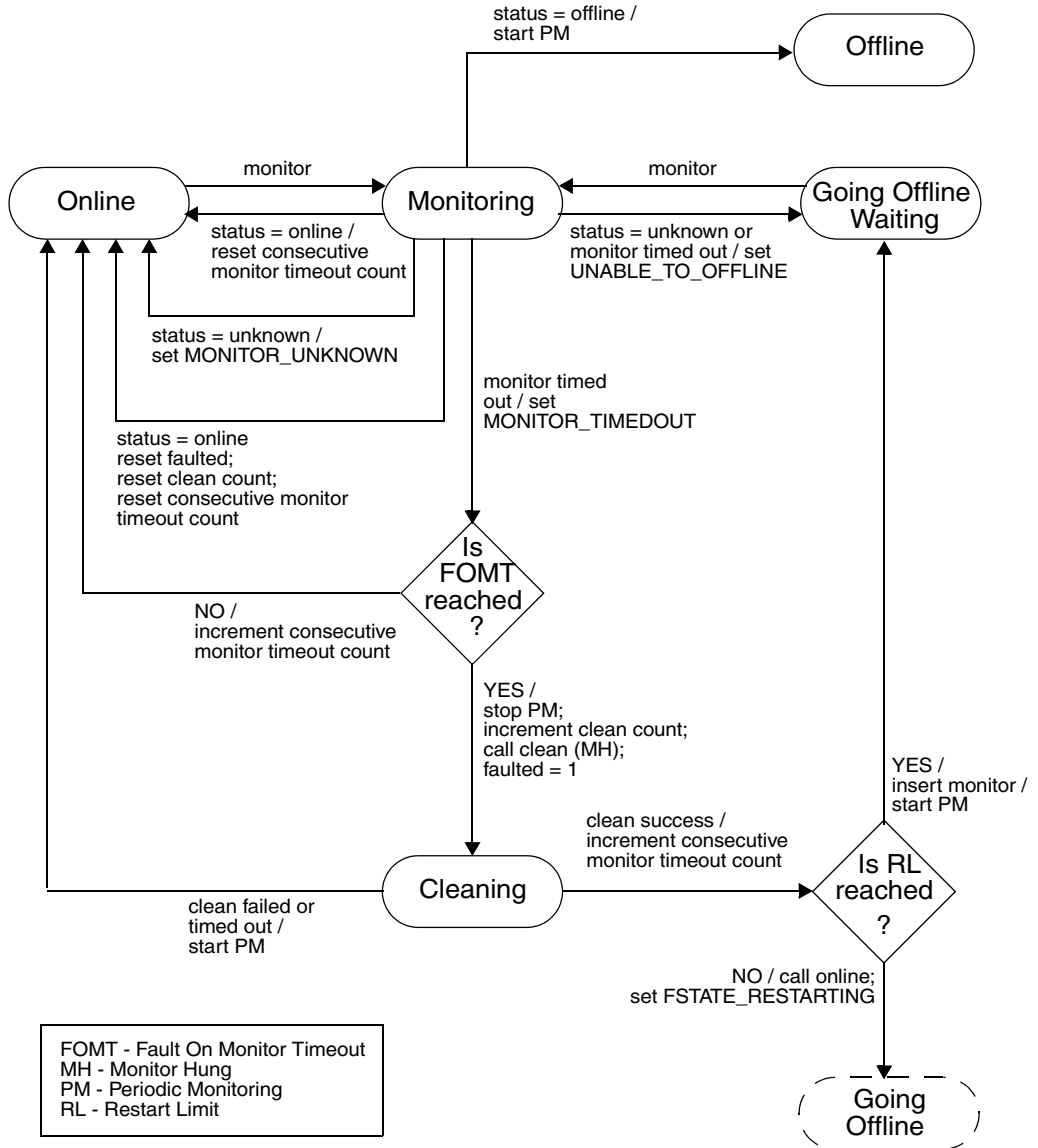 status = offline /
start PM
Offline
Online
monitor
Monitoring
monitor
Going Offline
Waiting
status = online /
reset consecutive
monitor timeout count
status = unknown or
monitor timed out / set
UNABLE_TO_OFFLINE
status = unknown /
set MONITOR_UNKNOWN
monitor timed
out / set
MONITOR_TIMEDOUT
status = online
reset faulted;
reset clean count;
reset consecutive monitor
timeout count
Is
FOMT
reached
?
NO /
increment consecutive
monitor timeout count
YES /
stop PM;
increment clean count;
call clean (MH);
faulted = 1
YES /
insert monitor /
start PM
clean success /
increment consecutive
monitor timeout count
Cleaning
Is RL
reached
?
clean failed or
timed out /
start PM
NO / call online;
set FSTATE_RESTARTING
FOMT - Fault On Monitor Timeout
MH - Monitor Hung
PM - Periodic Monitoring
RL - Restart Limit
Going
Offline